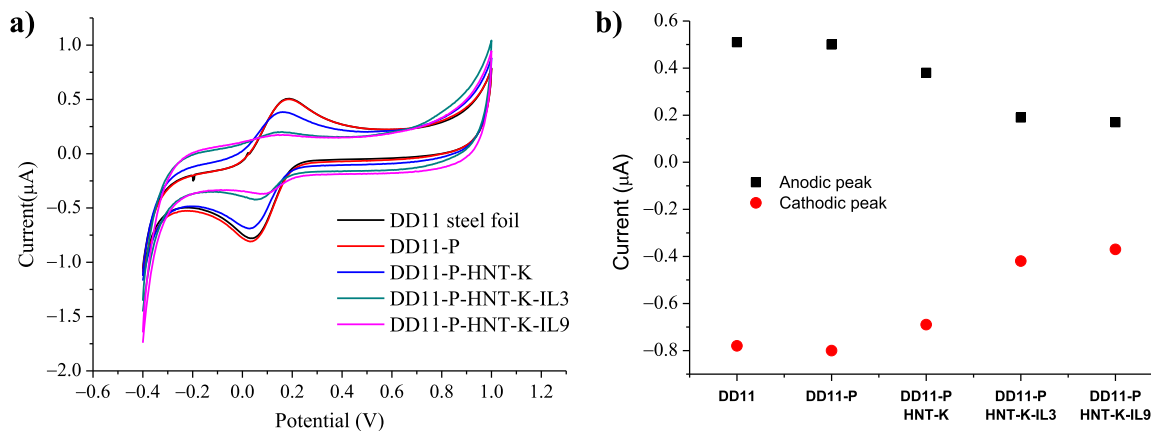 a)
1.0
0.5
0.0
−0.5
−1.0
−1.5
−2.0
Current(μA)
DD11 steel foil
DD11-P
DD11-P-HNT-K
DD11-P-HNT-K-IL3
DD11-P-HNT-K-IL9
−0.6 −0.4 −0.2 0.0 0.2 0.4 0.6 0.8 1.0 1.2
Potential (V)
b)
0.6
0.4
0.2
0.0
−0.2
−0.4
−0.6
−0.8
Current (μA)
Anodic peak
Cathodic peak
DD11 DD11-P DD11-P DD11-P DD11-P
HNT-K HNT-K-IL3 HNT-K-IL9